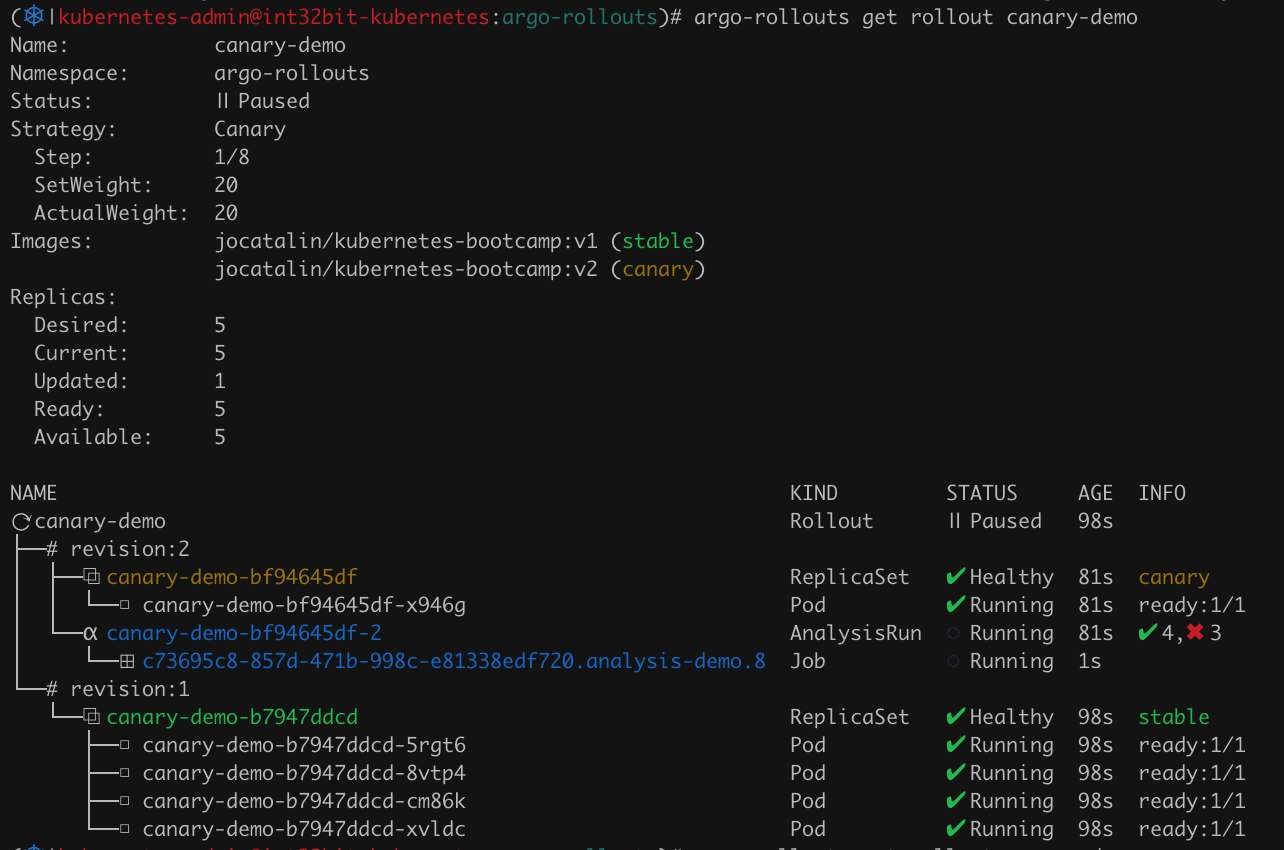 (⎈|kubernetes-admin@int32bit-kubernetes:argo-rollouts)# argo-rollouts get rollout canary-demo
Name:            canary-demo
Namespace:       argo-rollouts
Status:          ॥ Paused
Strategy:        Canary
  Step:          1/8
  SetWeight:     20
  ActualWeight:  20
Images:          jocatalin/kubernetes-bootcamp:v1 (stable)
                 jocatalin/kubernetes-bootcamp:v2 (canary)
Replicas:
  Desired:       5
  Current:       5
  Updated:       1
  Ready:         5
  Available:     5
NAME KIND STATUS AGE INFO
⟳ canary-demo Rollout ॥ Paused 98s
├──# revision:2
│  ├──⧉ canary-demo-bf94645df ReplicaSet ✔ Healthy 81s canary
│  │  └──□ canary-demo-bf94645df-x946g Pod ✔ Running 81s ready:1/1
│  └──α canary-demo-bf94645df-2 AnalysisRun ◌ Running 81s ✔ 4,✖ 3
│     └──⊞ c73695c8-857d-471b-998c-e81338edf720.analysis-demo.8 Job ◌ Running 1s
└──# revision:1
   └──⧉ canary-demo-b7947ddcd ReplicaSet ✔ Healthy 98s stable
      ├──□ canary-demo-b7947ddcd-5rgt6 Pod ✔ Running 98s ready:1/1
      ├──□ canary-demo-b7947ddcd-8vtp4 Pod ✔ Running 98s ready:1/1
      ├──□ canary-demo-b7947ddcd-cm86k Pod ✔ Running 98s ready:1/1
      └──□ canary-demo-b7947ddcd-xvldc Pod ✔ Running 98s ready:1/1